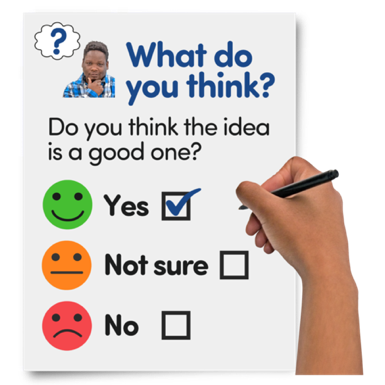 ?
What do
you think?
Do you think the idea
is a good one?
Yes
Not sure
No